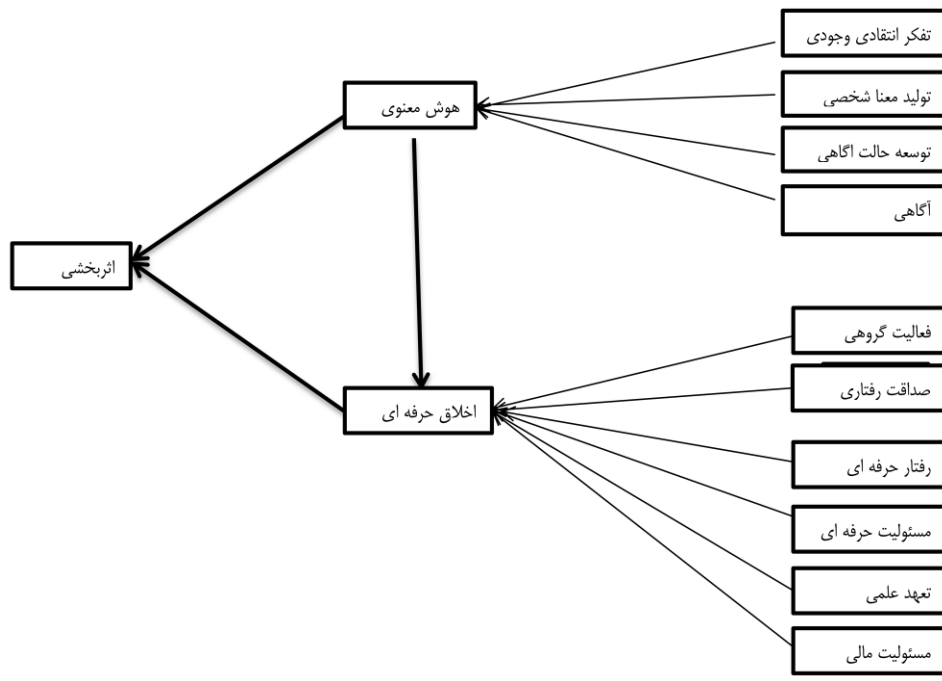 تفکر انتقادی وجودی
تولید معنا شخصی
توسعه حالت اگاهی
آگاهی
هوش معنوی
اثربخشی
اخلاق حرفه ای
فعالیت گروهی
صداقت رفتاری
رفتار حرفه ای
مسئولیت حرفه ای
تعهد علمی
مسئولیت مالی